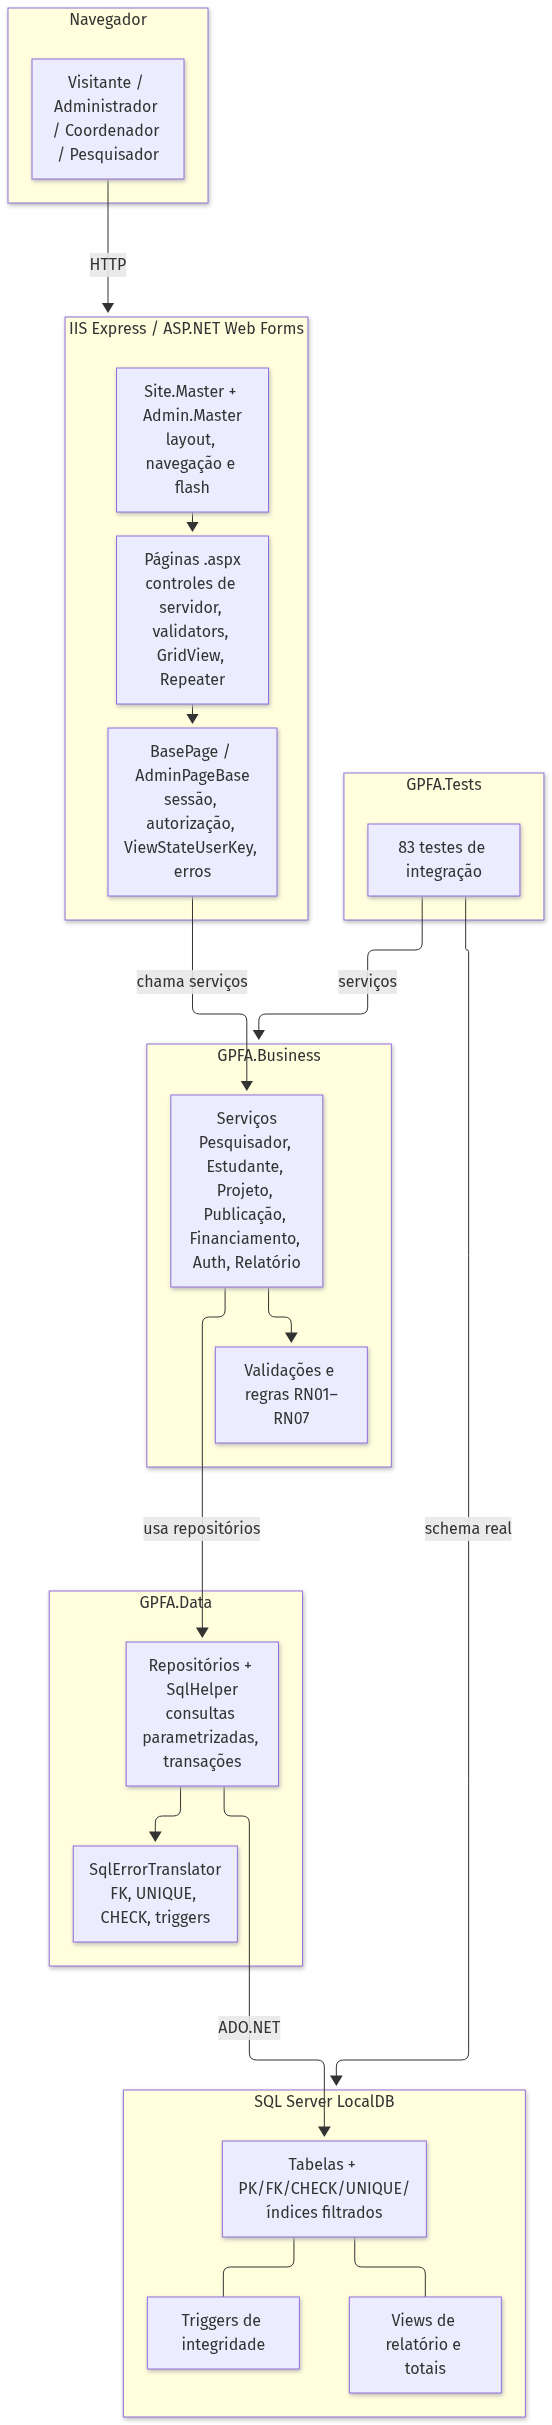 Navegador
Visitante /
Administrador
/ Coordenador
/ Pesquisador
HTTP
IIS Express / ASP.NET Web Forms
Site.Master +
Admin.Master
layout,
navegação e
flash
Páginas .aspx
controles de
servidor,
validators,
GridView,
Repeater
BasePage /
AdminPageBase
sessão,
autorização,
ViewStateUserKey,
erros
GPFA.Tests
83 testes de
integração
chama serviços
serviços
GPFA.Business
Serviços
Pesquisador,
Estudante,
Projeto,
Publicação,
Financiamento,
Auth, Relatório
Validações e
regras RN01–
RN07
usa repositórios
schema real
GPFA.Data
Repositórios +
SqlHelper
consultas
parametrizadas,
transações
SqlErrorTranslator
FK, UNIQUE,
CHECK, triggers
ADO.NET
SQL Server LocalDB
Tabelas +
PK/FK/CHECK/UNIQUE/
índices filtrados
Triggers de
integridade
Views de
relatório e
totais